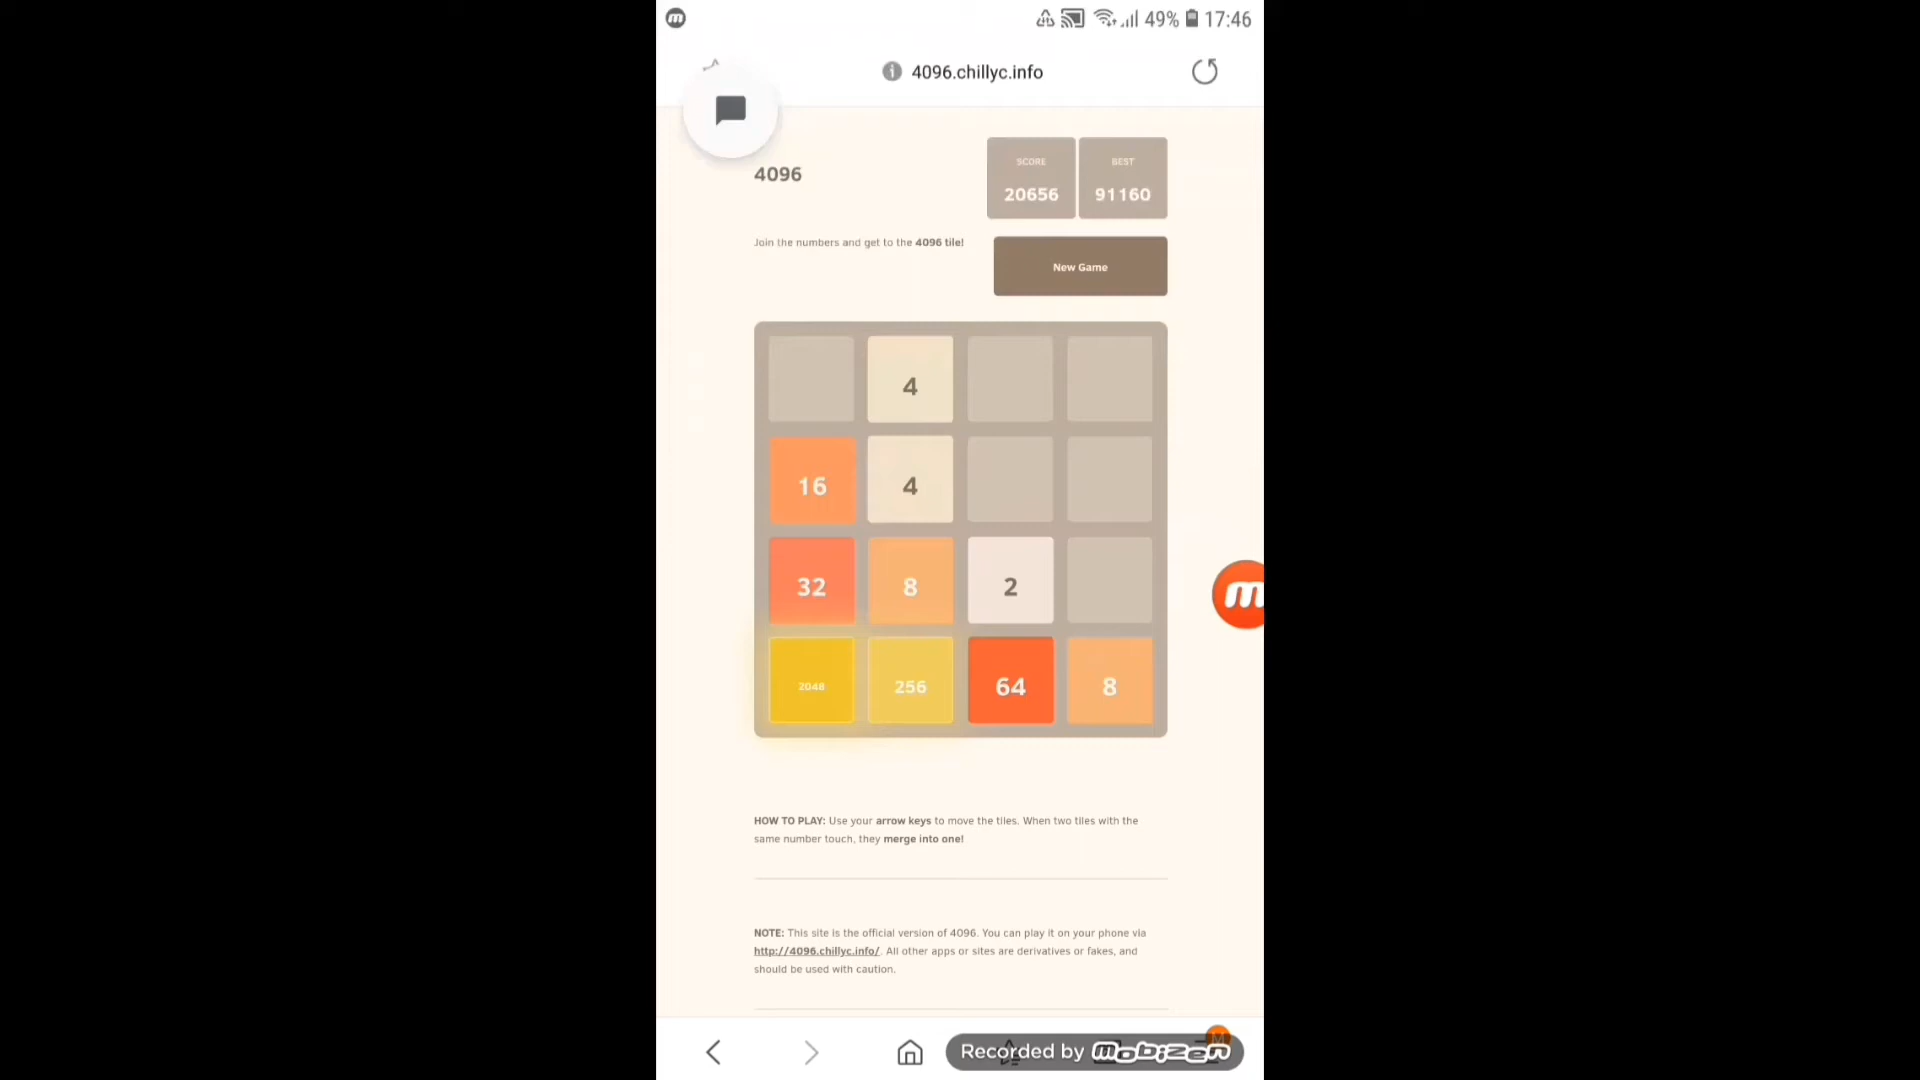 49% 17:46
4096.chillyc.info
SCORE BEST
4096
20656 91160
Join the numbers and get to the 4096 tile!
New Game
4
16 4
32 8 2
2048 256 64 8
HOW TO PLAY: Use your arrow keys to move the tiles. When two tiles with the
same number touch, they merge into one!
NOTE: This site is the official version of 4096. You can play it on your phone via
http://4096.chillyc.info/. All other apps or sites are derivatives or fakes, and
should be used with caution.
Recorded by mobizen